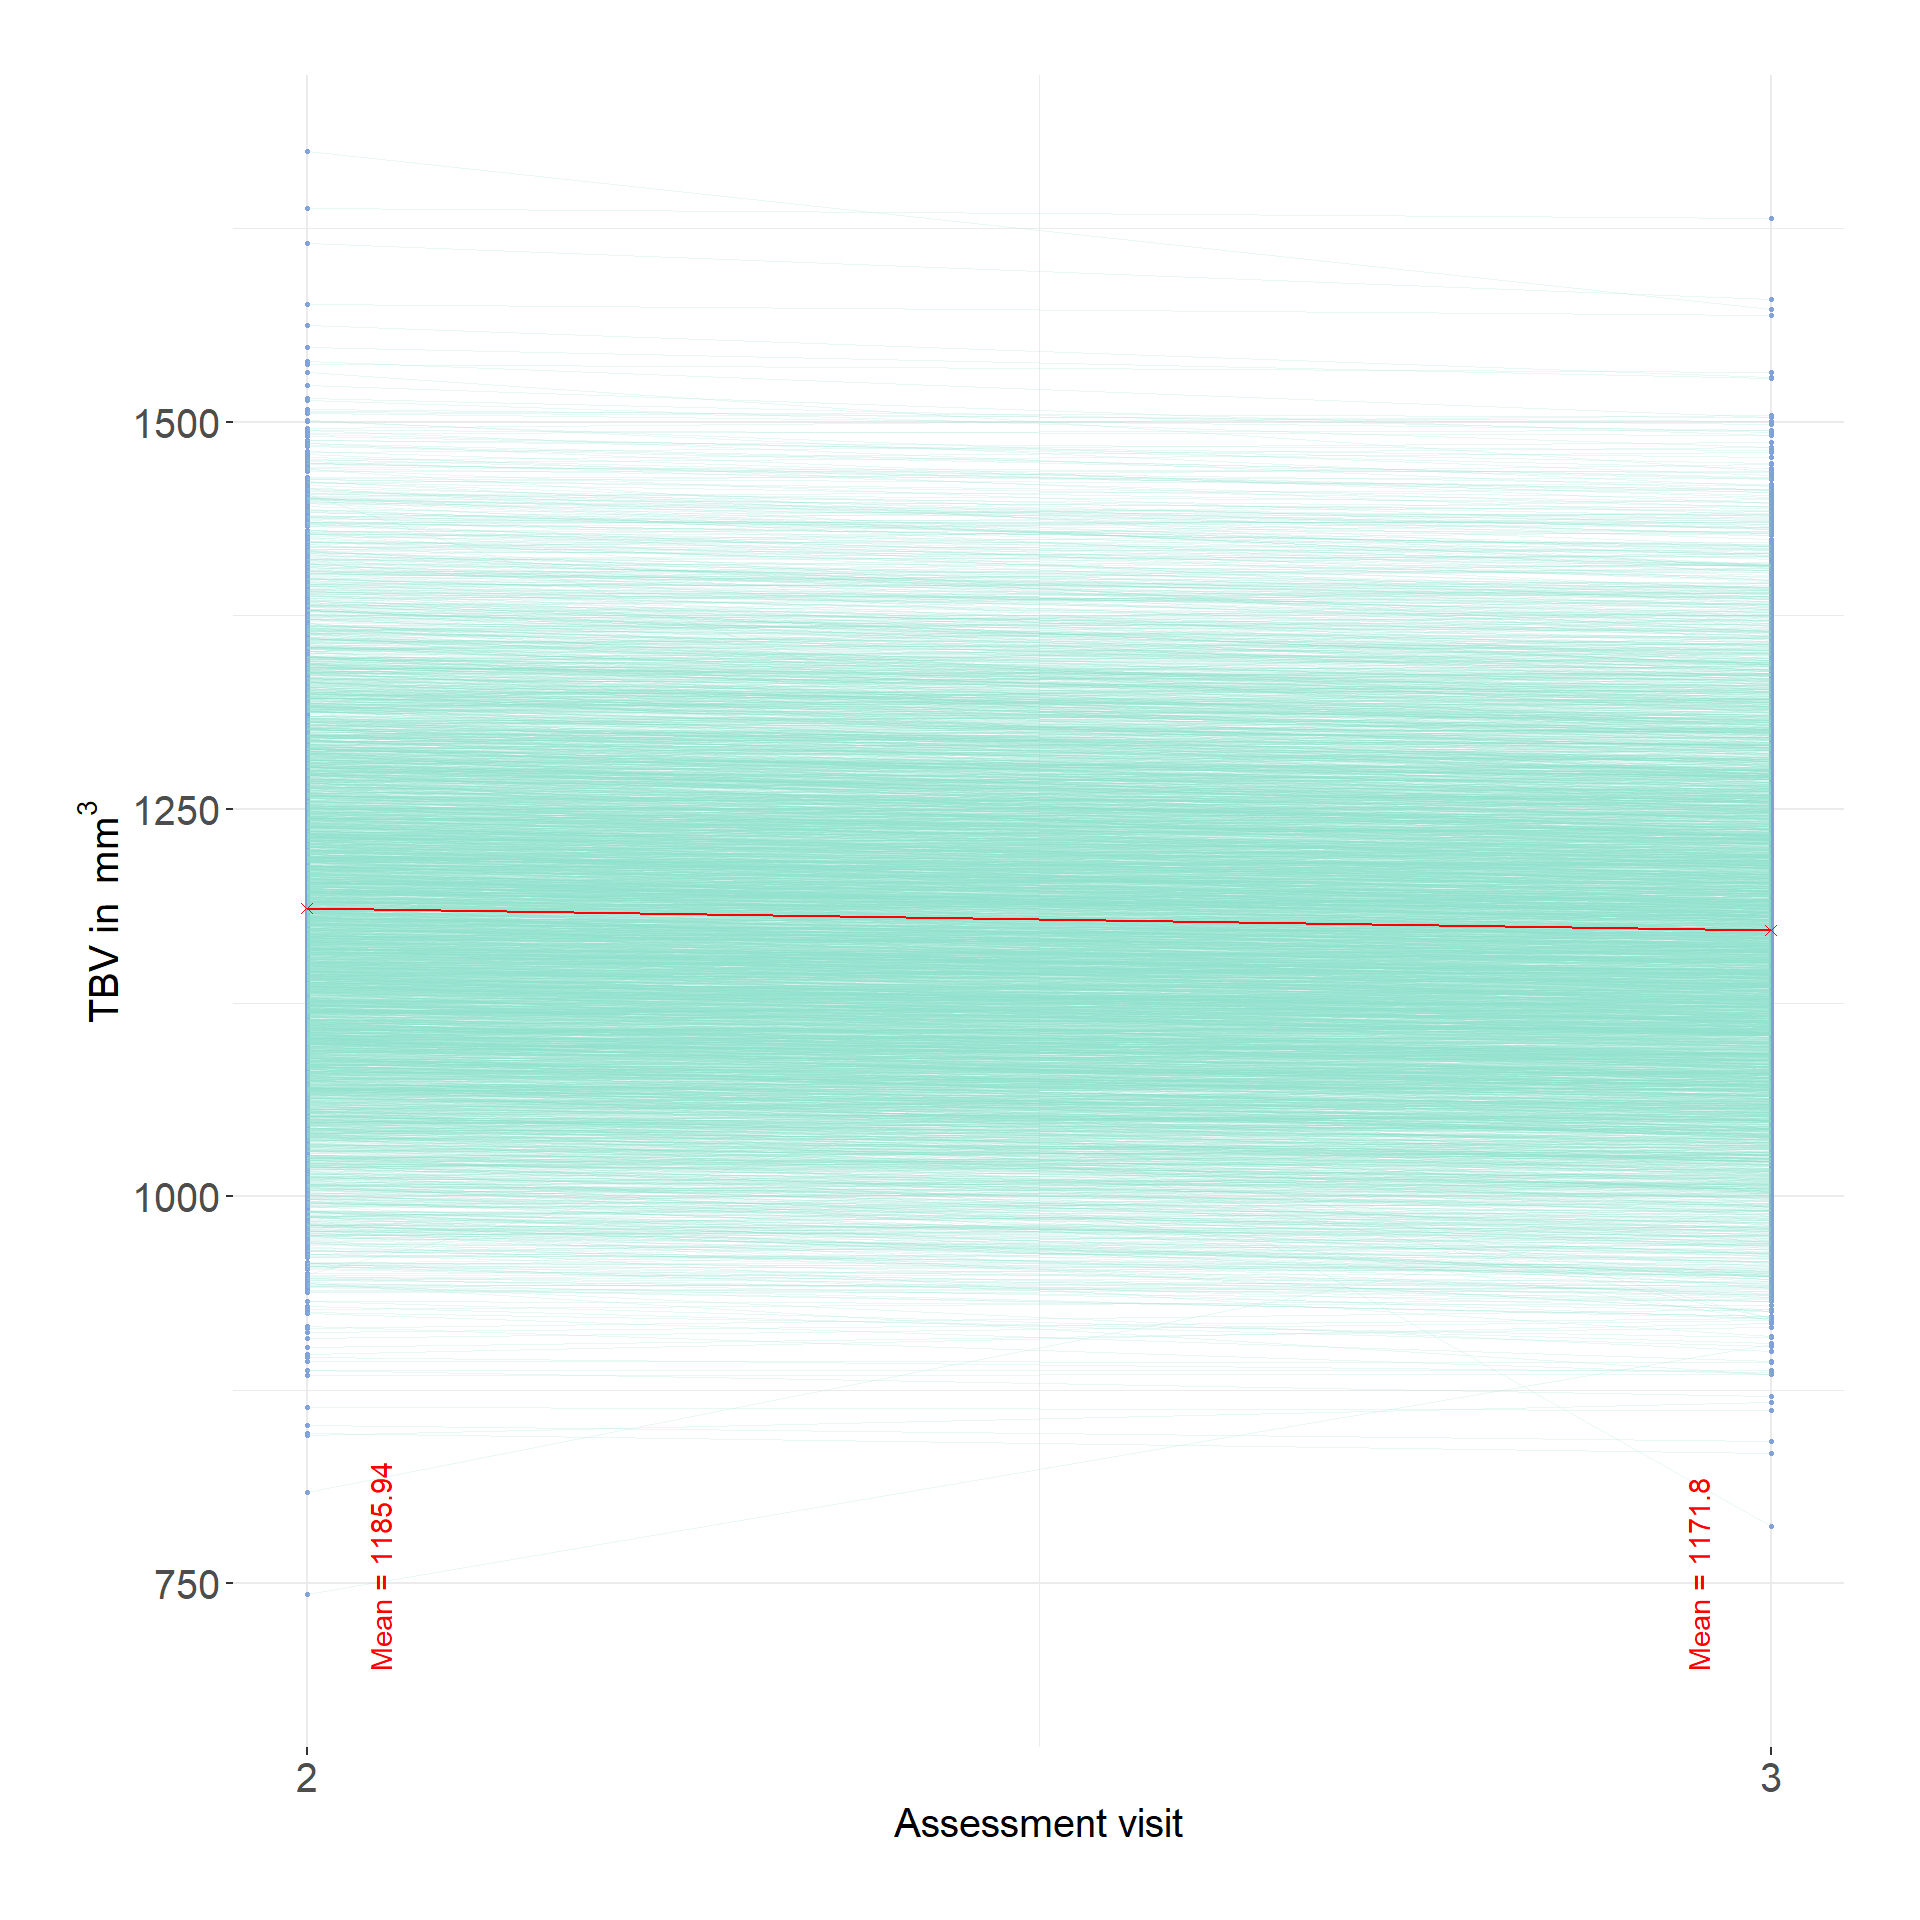 1500
1250
1000
750
TBV in mm³
Mean = 1185.94
Mean = 1171.8
2
3
Assessment visit